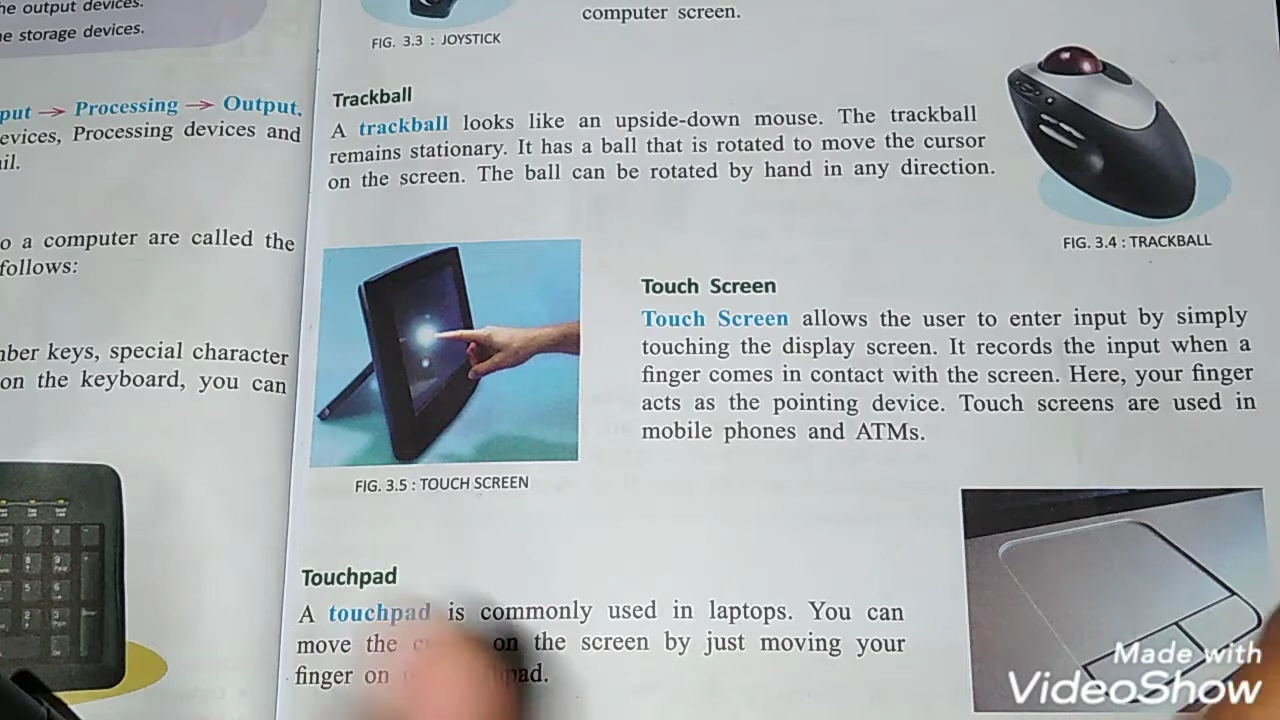 he output devices.
he storage devices.
put → Processing → Output.
evices, Processing devices and
ail.
o a computer are called the
follows:
ber keys, special character
on the keyboard, you can
computer screen.
FIG. 3.3 : JOYSTICK
Trackball
A trackball looks like an upside-down mouse. The trackball
remains stationary. It has a ball that is rotated to move the cursor
on the screen. The ball can be rotated by hand in any direction.
FIG. 3.4 : TRACKBALL
Touch Screen
Touch Screen allows the user to enter input by simply
touching the display screen. It records the input when a
finger comes in contact with the screen. Here, your finger
acts as the pointing device. Touch screens are used in
mobile phones and ATMs.
FIG. 3.5 : TOUCH SCREEN
Touchpad
A touchpad is commonly used in laptops. You can
move the on the screen by just moving your
finger on pad.
Made with
VideoShow